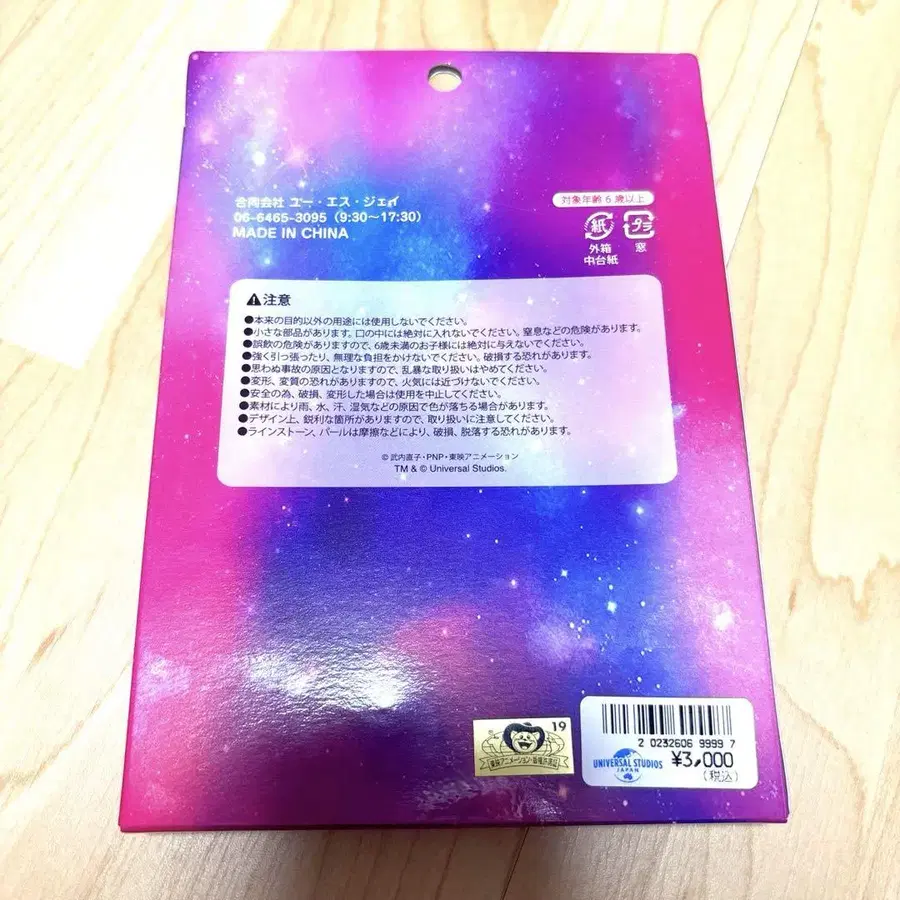 合同会社 ユー・エス・ジェイ
06-6465-3095（9:30～17:30）
MADE IN CHINA
対象年齢 6 歳以上
紙
外箱
中台紙
プラ
窓
⚠注意
●本来の目的以外の用途には使用しないでください。
●小さな部品があります。口の中には絶対に入れないでください。窒息などの危険があります。
●誤飲の危険がありますので、6歳未満のお子様には絶対に与えないでください。
●強く引っ張ったり、無理な負担をかけないでください。破損する恐れがあります。
●思わぬ事故の原因となりますので、乱暴な取り扱いはやめてください。
●変形、変質の恐れがありますので、火気には近づけないでください。
●安全の為、破損、変形した場合は使用を中止してください。
●素材により雨、水、汗、湿気などの原因で色が落ちる場合があります。
●デザイン上、鋭利な箇所がありますので、取り扱いに注意してください。
●ラインストーン、パールは摩擦などにより、破損、脱落する恐れがあります。
© 武内直子・PNP・東映アニメーション
TM & © Universal Studios.
19
東映アニメーション・版権許諾証
2 0232606 9999 7
UNIVERSAL STUDIOS
JAPAN
¥3,000
（税込）